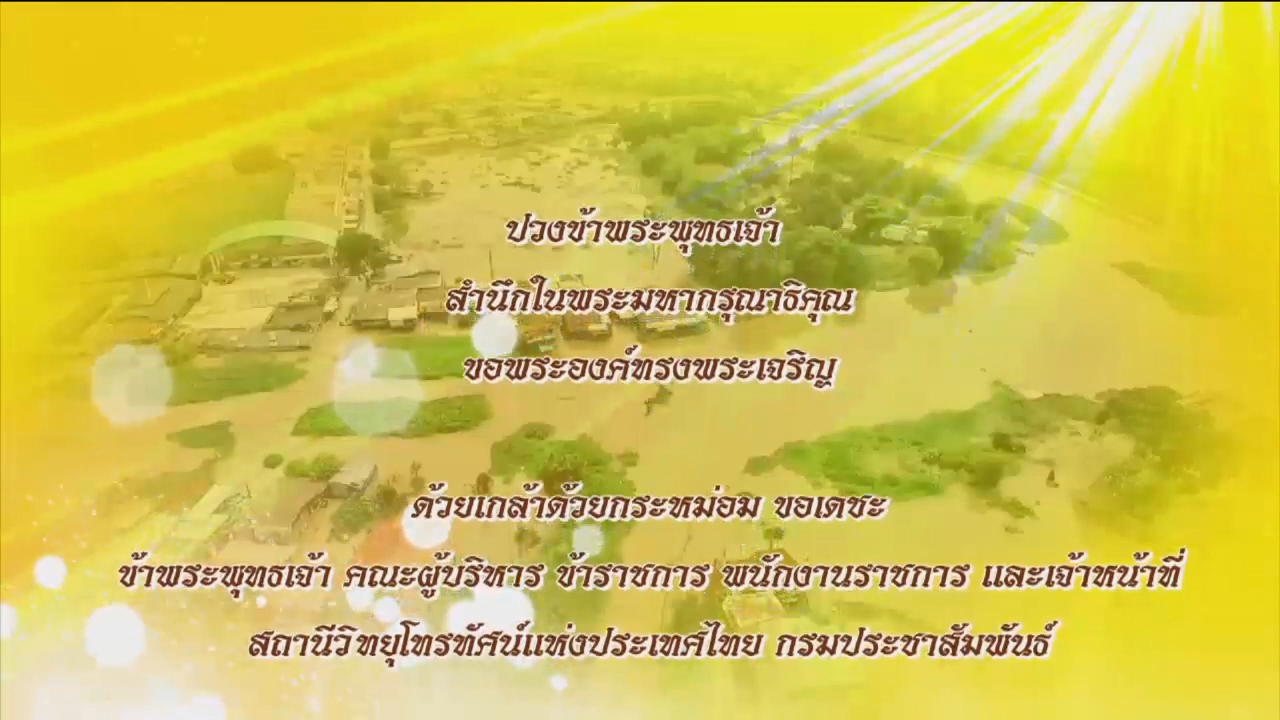 ปวงข้าพระพุทธเจ้า
สำนึกในพระมหากรุณาธิคุณ
ขอพระองค์ทรงพระเจริญ
ด้วยเกล้าด้วยกระหม่อม ขอเดชะ
ข้าพระพุทธเจ้า คณะผู้บริหาร ข้าราชการ พนักงานราชการ และเจ้าหน้าที่
สถานีวิทยุโทรทัศน์แห่งประเทศไทย กรมประชาสัมพันธ์